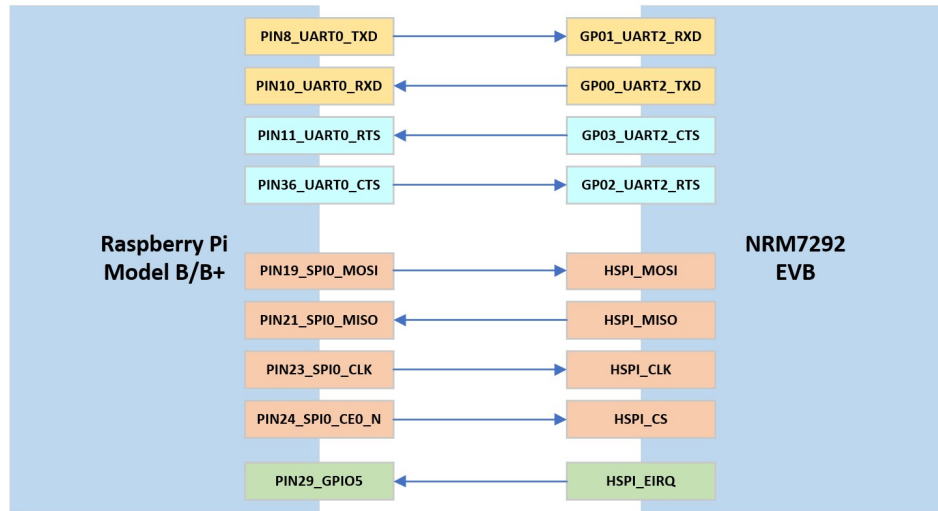 PIN8_UART0_TXD GP01_UART2_RXD
PIN10_UART0_RXD GP00_UART2_TXD
PIN11_UART0_RTS GP03_UART2_CTS
PIN36_UART0_CTS GP02_UART2_RTS
Raspberry Pi
Model B/B+
NRM7292
EVB
PIN19_SPI0_MOSI HSPI_MOSI
PIN21_SPI0_MISO HSPI_MISO
PIN23_SPI0_CLK HSPI_CLK
PIN24_SPI0_CE0_N HSPI_CS
PIN29_GPIO5 HSPI_EIRQ